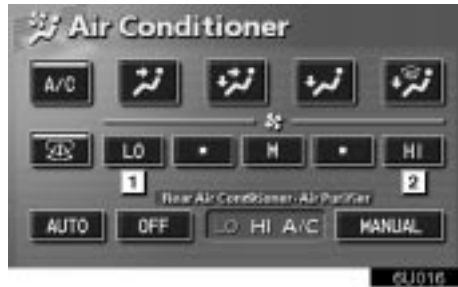 Air Conditioner
A/C
LO • M • HI
1 2
Rear Air Conditioner·Air Purifier
AUTO OFF LO HI A/C MANUAL
6U016